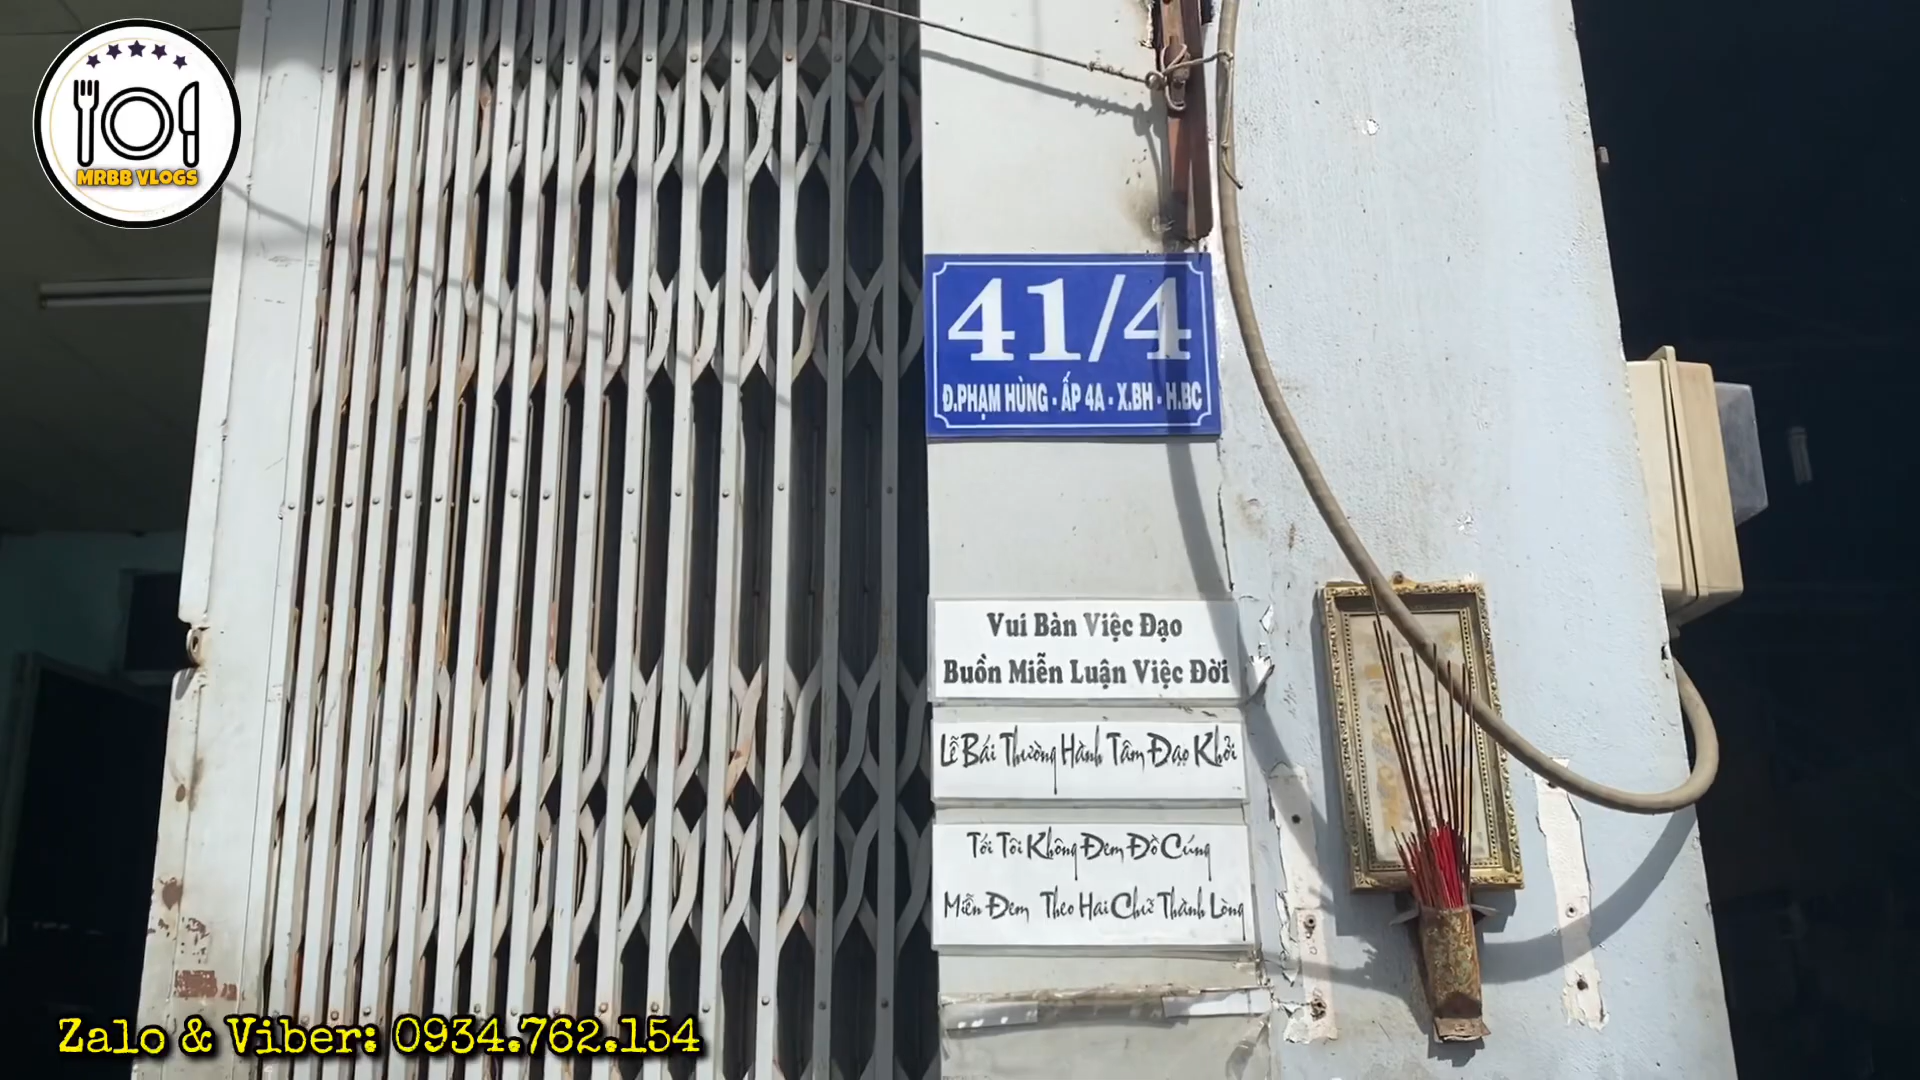 MRBB VLOGS
41/4
Đ.PHẠM HÙNG - ẤP 4A - X.BH - H.BC
Vui Bàn Việc Đạo
Buồn Miễn Luận Việc Đời
Lễ Bái Thường Hành Tâm Đạo Khởi
Tới Tôi Không Đem Đồ Cúng
Miễn Đem Theo Hai Chữ Thành Lòng
Zalo & Viber: 0934.762.154